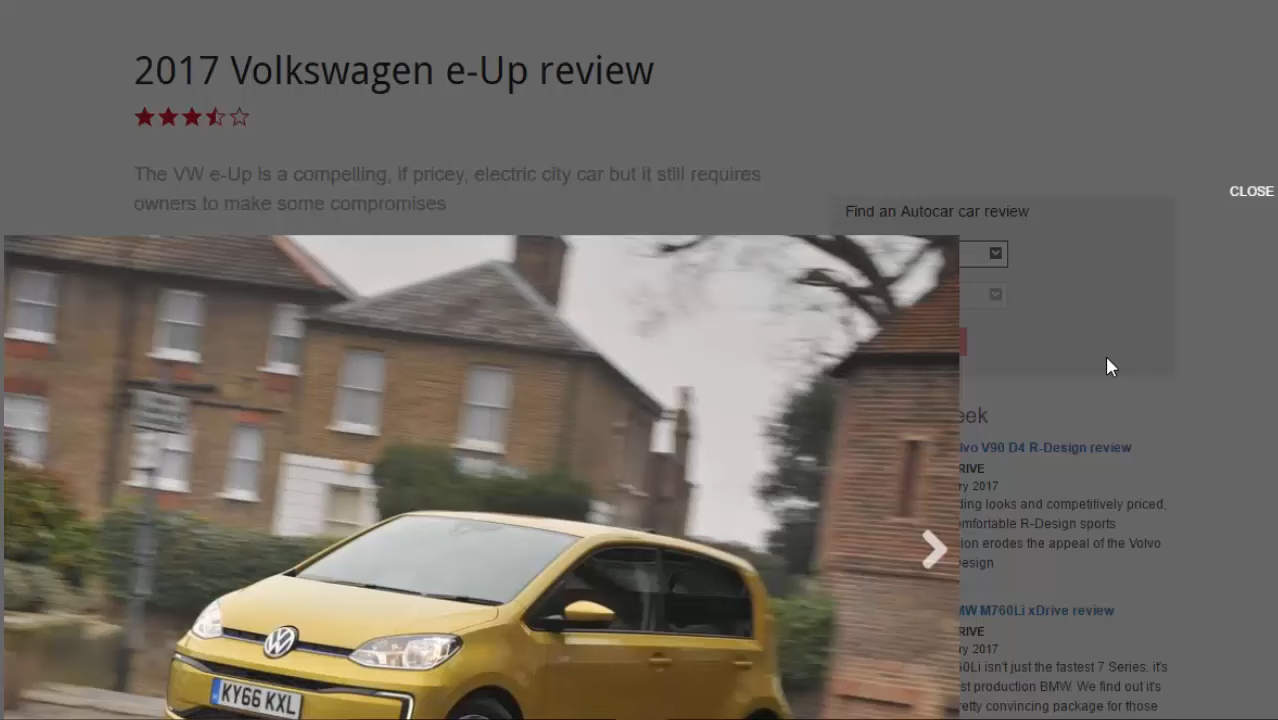 2017 Volkswagen e-Up review
The VW e-Up is a compelling, if pricey, electric city car but it still requires
owners to make some compromises
CLOSE
Find an Autocar car review
eek
lvo V90 D4 R-Design review
RIVE
ry 2017
ding looks and competitively priced,
omfortable R-Design sports
ion erodes the appeal of the Volvo
esign
MW M760Li xDrive review
RIVE
ry 2017
60Li isn't just the fastest 7 Series. it's
st production BMW. We find out it's
retty convincing package for those
KY66 KXL